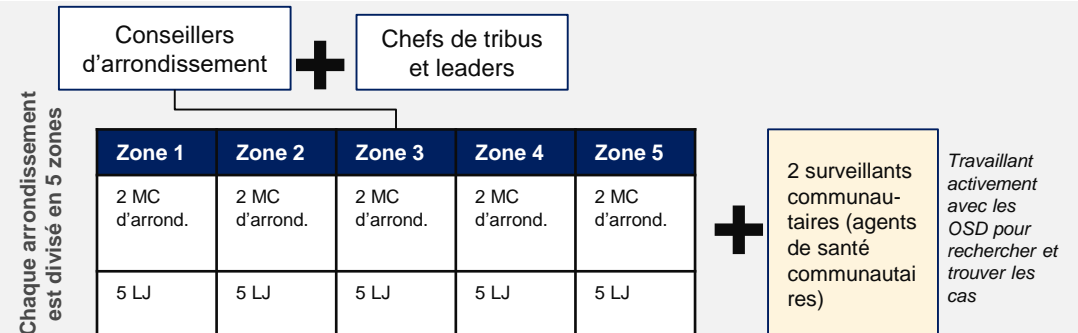 Conseillers
d'arrondissement
Chefs de tribus
et leaders
Chaque arrondissement
est divisé en 5 zones
Zone 1 Zone 2 Zone 3 Zone 4 Zone 5
2 MC 2 MC 2 MC 2 MC 2 MC
d'arrond. d'arrond. d'arrond. d'arrond. d'arrond.
5 LJ 5 LJ 5 LJ 5 LJ 5 LJ
2 surveillants
communau-
taires (agents
de santé
communautai
res)
Travaillant
activement
avec les
OSD pour
rechercher et
trouver les
cas